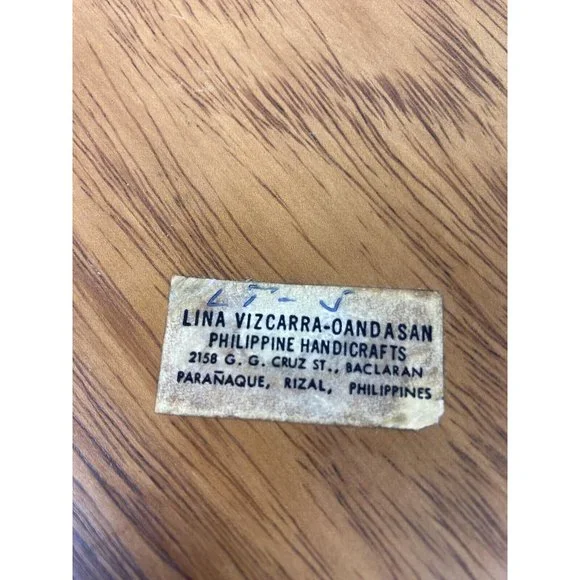 LINA VIZCARRA-OANDASAN
PHILIPPINE HANDICRAFTS
2158 G. G. CRUZ ST., BACLARAN
PARAÑAQUE, RIZAL, PHILIPPINES